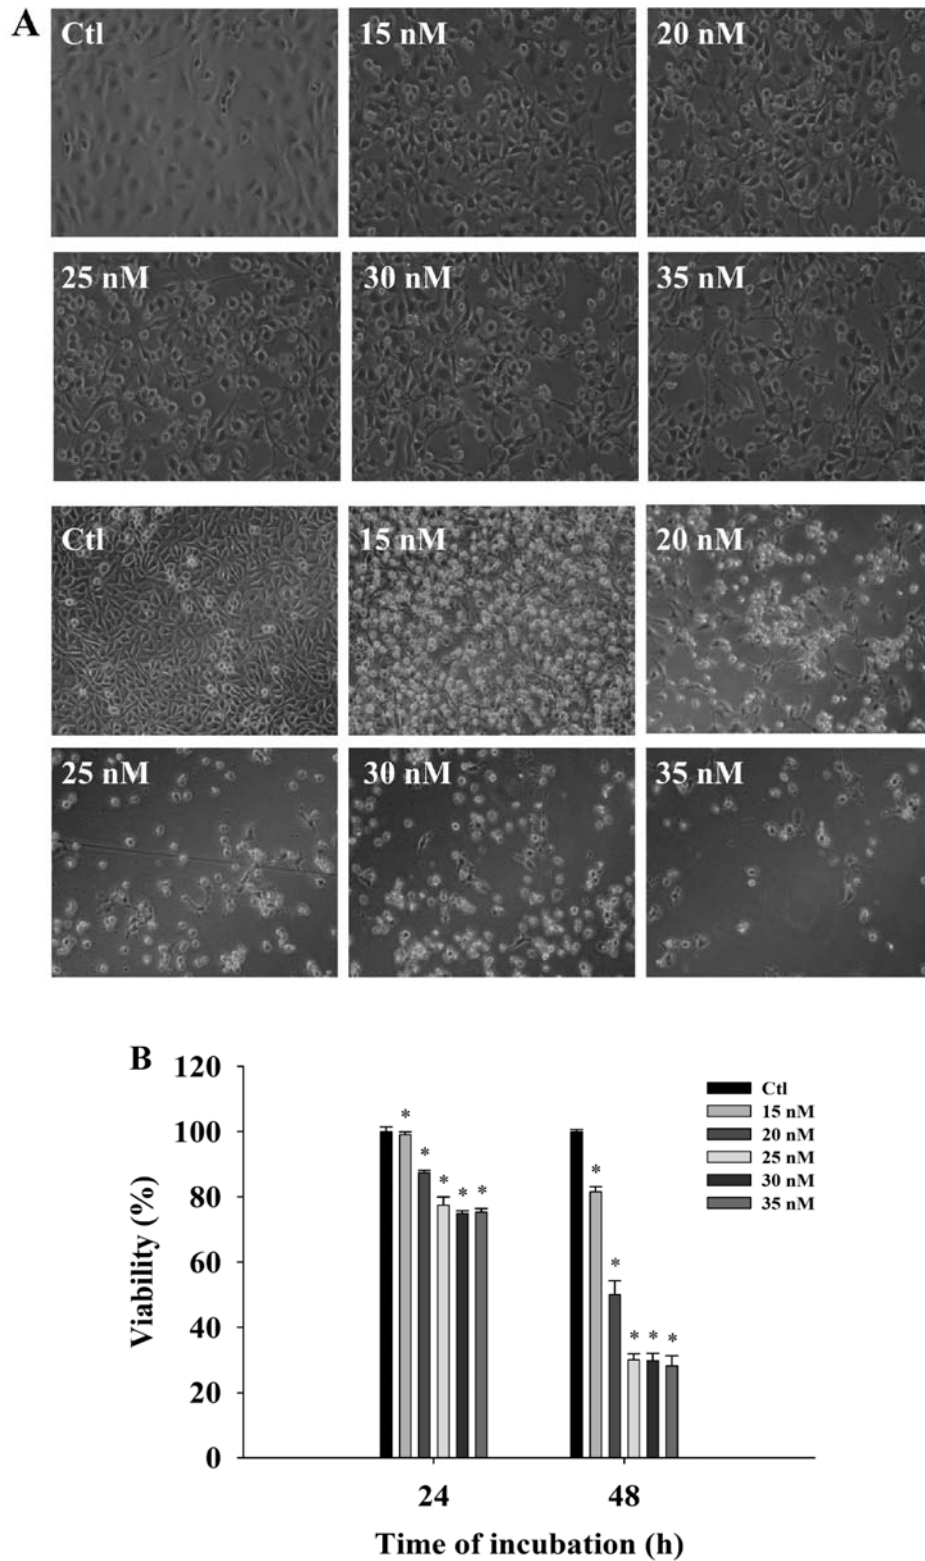 A
Ctl
15 nM
20 nM
25 nM
30 nM
35 nM
Ctl
15 nM
20 nM
25 nM
30 nM
35 nM
B
Viability (%)
120
100
80
60
40
20
0
*
*
*
*
*
*
*
*
*
*
Ctl
15 nM
20 nM
25 nM
30 nM
35 nM
24
48
Time of incubation (h)